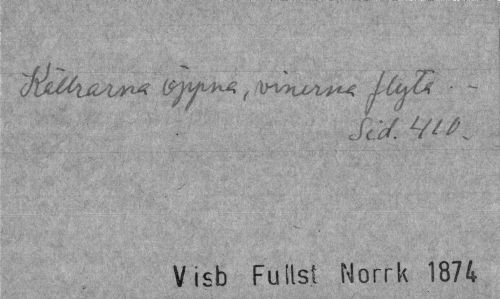 Källrarna öppna, vinerna flyta. -
Sid. 410.
Visb Fullst Norrk 1874